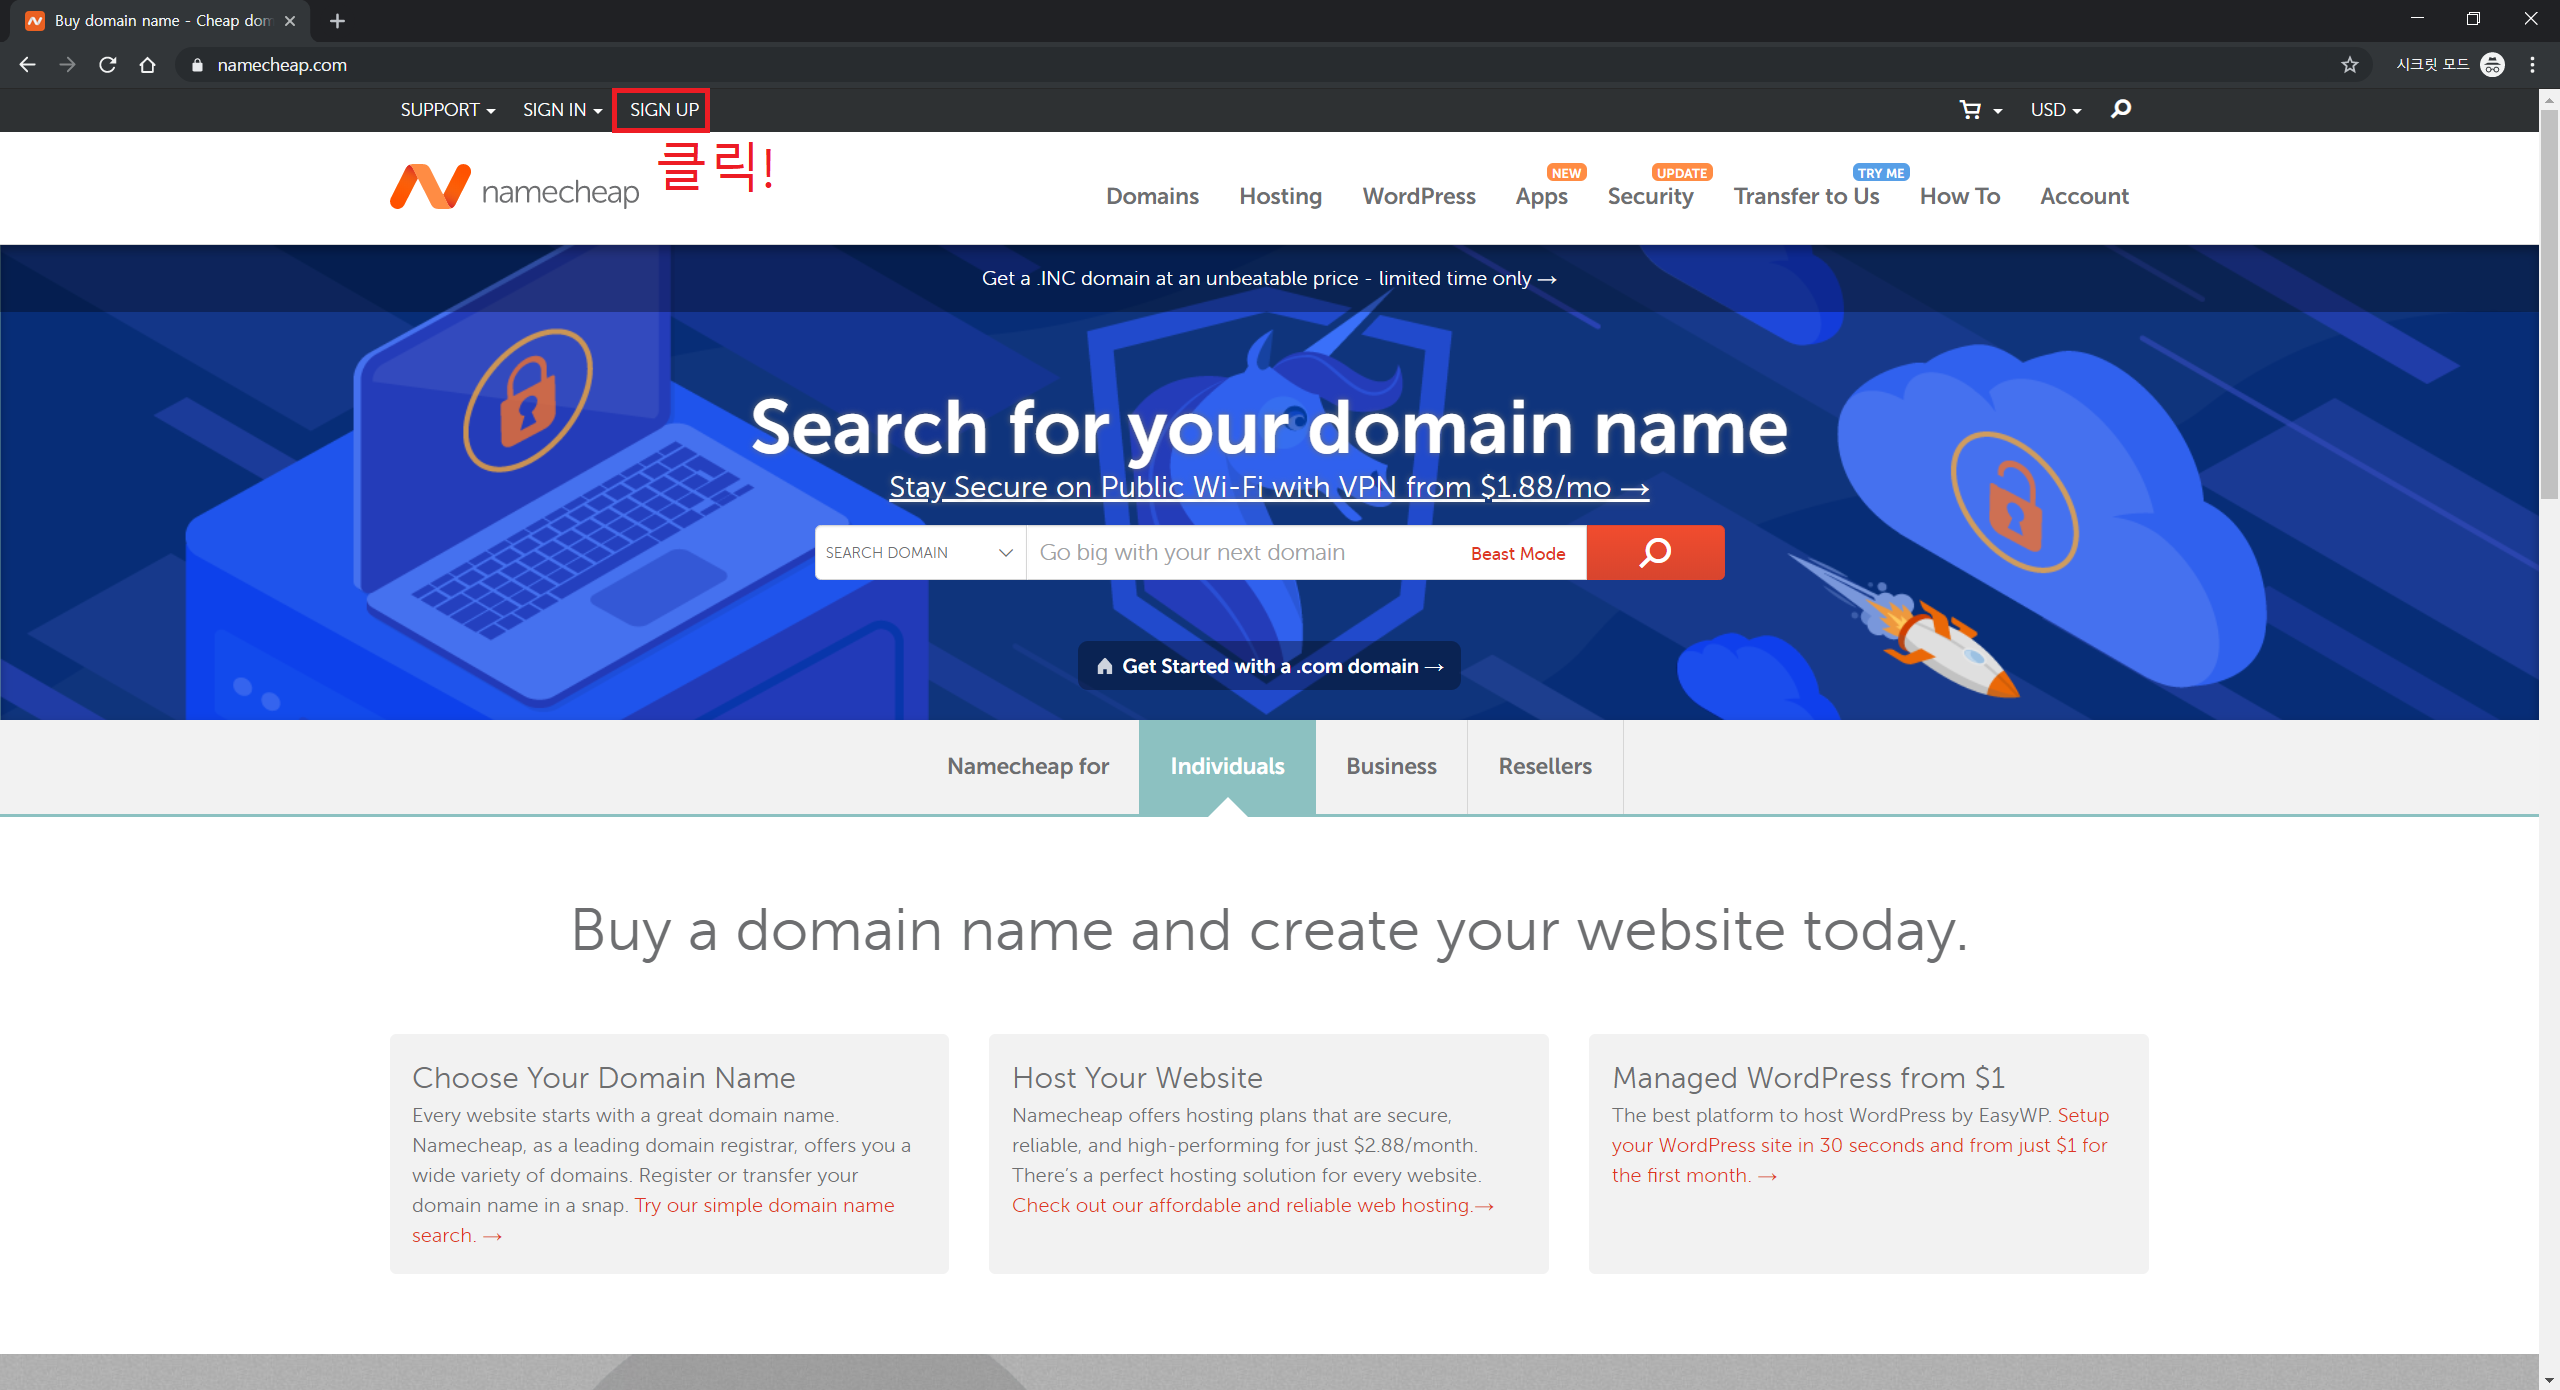 Buy domain name - Cheap dom
namecheap.com
시크릿 모드
SUPPORT SIGN IN SIGN UP
USD
클릭!
namecheap
NEW UPDATE TRY ME
Domains Hosting WordPress Apps Security Transfer to Us How To Account
Get a .INC domain at an unbeatable price - limited time only →
Search for your domain name
Stay Secure on Public Wi-Fi with VPN from $1.88/mo →
SEARCH DOMAIN Go big with your next domain Beast Mode
Get Started with a .com domain →
Namecheap for Individuals Business Resellers
Buy a domain name and create your website today.
Choose Your Domain Name
Every website starts with a great domain name.
Namecheap, as a leading domain registrar, offers you a
wide variety of domains. Register or transfer your
domain name in a snap. Try our simple domain name
search. →
Host Your Website
Namecheap offers hosting plans that are secure,
reliable, and high-performing for just $2.88/month.
There’s a perfect hosting solution for every website.
Check out our affordable and reliable web hosting.→
Managed WordPress from $1
The best platform to host WordPress by EasyWP. Setup
your WordPress site in 30 seconds and from just $1 for
the first month. →